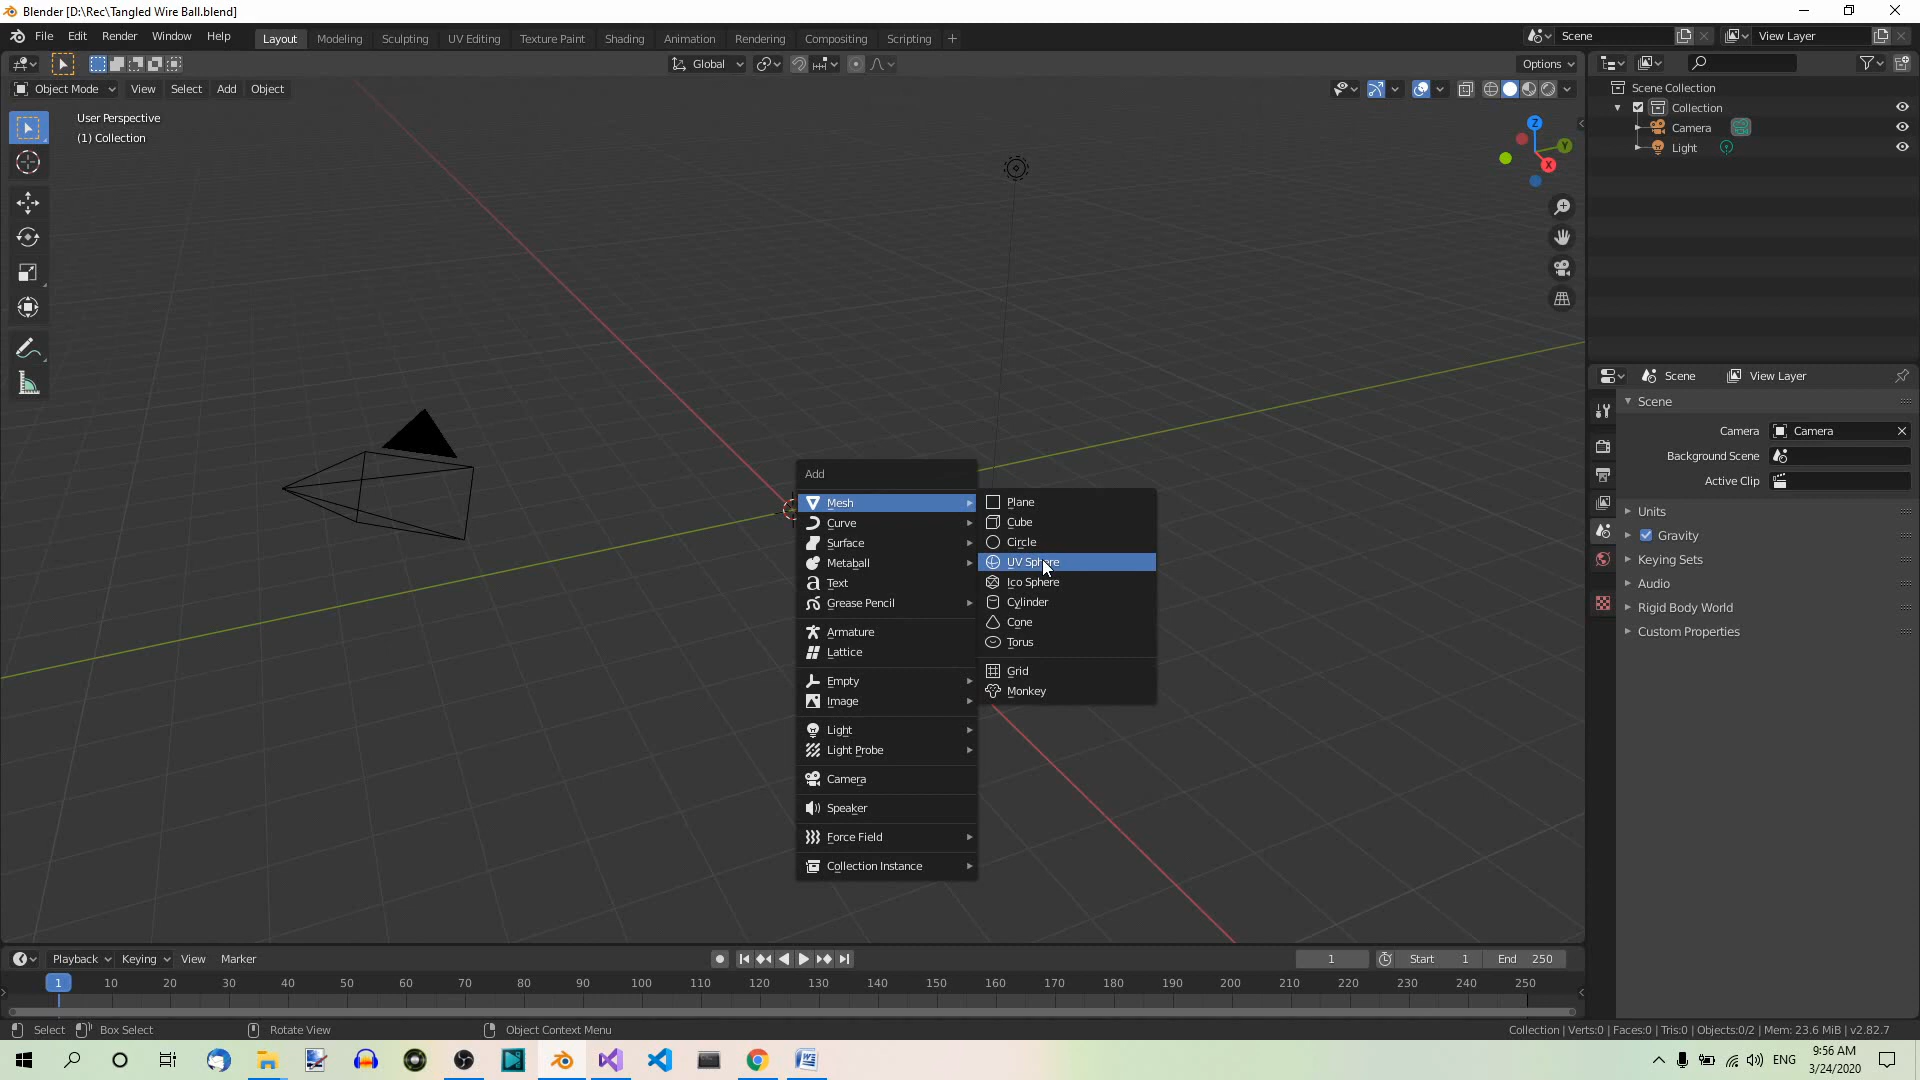 Blender [D:\Rec\Tangled Wire Ball.blend]
File Edit Render Window Help
Layout Modeling Sculpting UV Editing Texture Paint Shading Animation Rendering Compositing Scripting +
Scene
View Layer
Global
Options
Object Mode View Select Add Object
User Perspective
(1) Collection
Z
Y
X
Scene Collection
Collection
Camera
Light
Scene View Layer
Scene
Camera Camera
Background Scene
Active Clip
Units
Gravity
Keying Sets
Audio
Rigid Body World
Custom Properties
Add
Mesh
Curve
Surface
Metaball
Text
Grease Pencil
Armature
Lattice
Empty
Image
Light
Light Probe
Camera
Speaker
Force Field
Collection Instance
Plane
Cube
Circle
UV Sphere
Ico Sphere
Cylinder
Cone
Torus
Grid
Monkey
Playback Keying View Marker
1 Start 1 End 250
1 10 20 30 40 50 60 70 80 90 100 110 120 130 140 150 160 170 180 190 200 210 220 230 240 250
Select Box Select Rotate View Object Context Menu
Collection | Verts:0 | Faces:0 | Tris:0 | Objects:0/2 | Mem: 23.6 MiB | v2.82.7
ENG
9:56 AM
3/24/2020